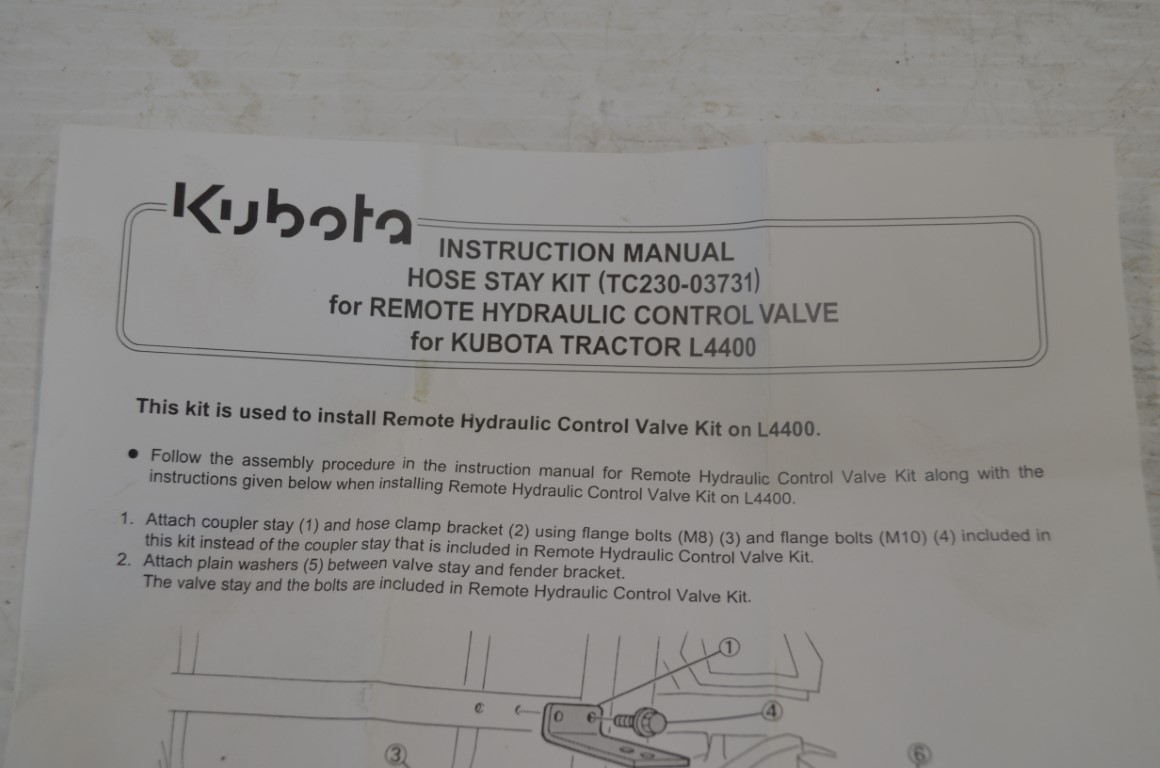 Kubota
INSTRUCTION MANUAL
HOSE STAY KIT (TC230-03731)
for REMOTE HYDRAULIC CONTROL VALVE
for KUBOTA TRACTOR L4400
This kit is used to install Remote Hydraulic Control Valve Kit on L4400.
● Follow the assembly procedure in the instruction manual for Remote Hydraulic Control Valve Kit along with the
instructions given below when installing Remote Hydraulic Control Valve Kit on L4400.
1. Attach coupler stay (1) and hose clamp bracket (2) using flange bolts (M8) (3) and flange bolts (M10) (4) included in
this kit instead of the coupler stay that is included in Remote Hydraulic Control Valve Kit.
2. Attach plain washers (5) between valve stay and fender bracket.
The valve stay and the bolts are included in Remote Hydraulic Control Valve Kit.
①
④
③ ⑥